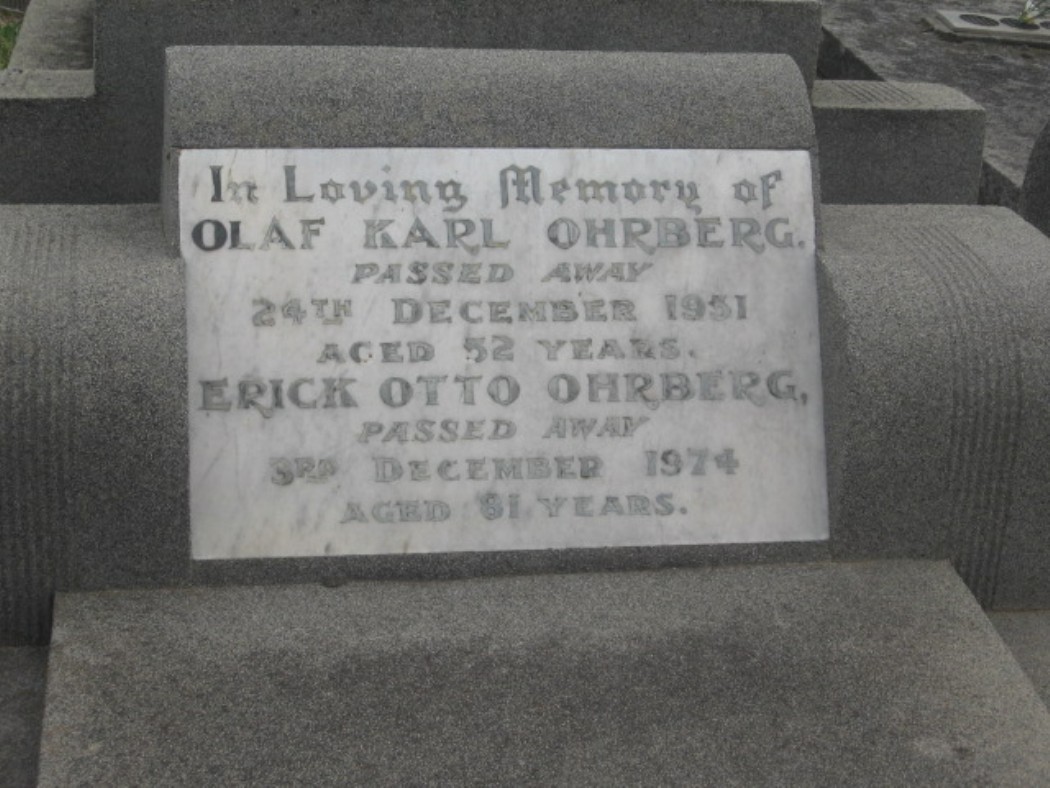 In Loving Memory of
OLAF KARL OHRBERG.
PASSED AWAY
24TH DECEMBER 1951
AGED 52 YEARS.
ERICK OTTO OHRBERG,
PASSED AWAY
3RD DECEMBER 1974
AGED 81 YEARS.